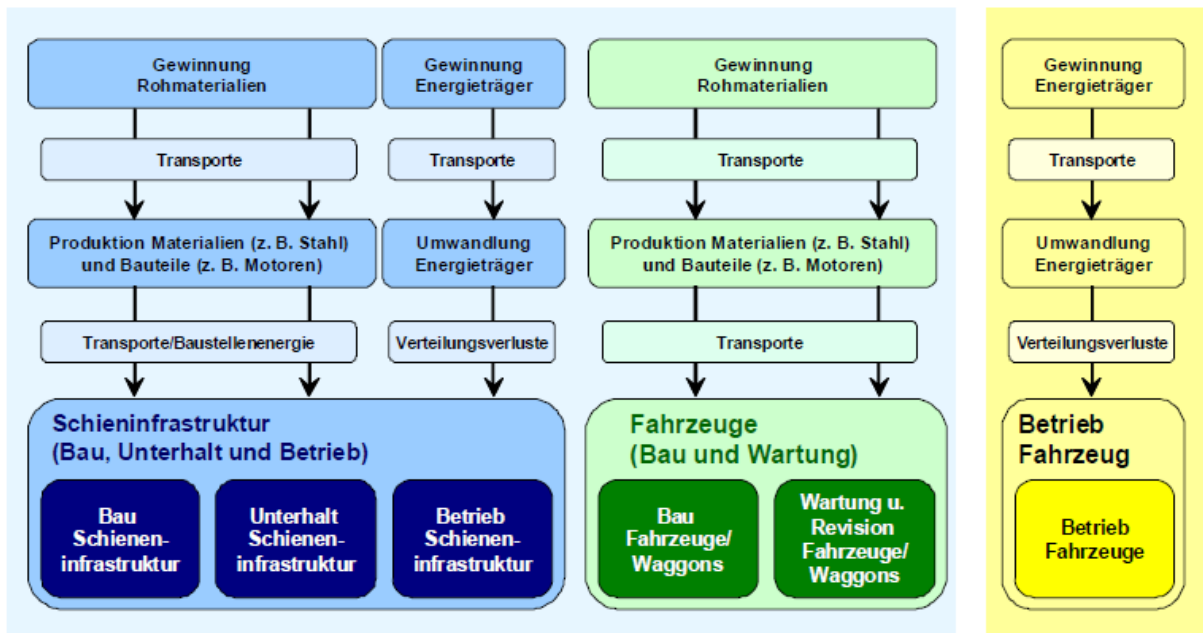 Gewinnung
Rohmaterialien
Gewinnung
Energieträger
Gewinnung
Rohmaterialien
Gewinnung
Energieträger
Transporte
Transporte
Transporte
Transporte
Produktion Materialien (z. B. Stahl)
und Bauteile (z. B. Motoren)
Umwandlung
Energieträger
Produktion Materialien (z. B. Stahl)
und Bauteile (z. B. Motoren)
Umwandlung
Energieträger
Transporte/Baustellenenergie
Verteilungsverluste
Transporte
Verteilungsverluste
Schieninfrastruktur
(Bau, Unterhalt und Betrieb)
Bau
Schienen-
infrastruktur
Unterhalt
Schienen-
infrastruktur
Betrieb
Schienen-
infrastruktur
Fahrzeuge
(Bau und Wartung)
Bau
Fahrzeuge/
Waggons
Wartung u.
Revision
Fahrzeuge/
Waggons
Betrieb
Fahrzeug
Betrieb
Fahrzeuge